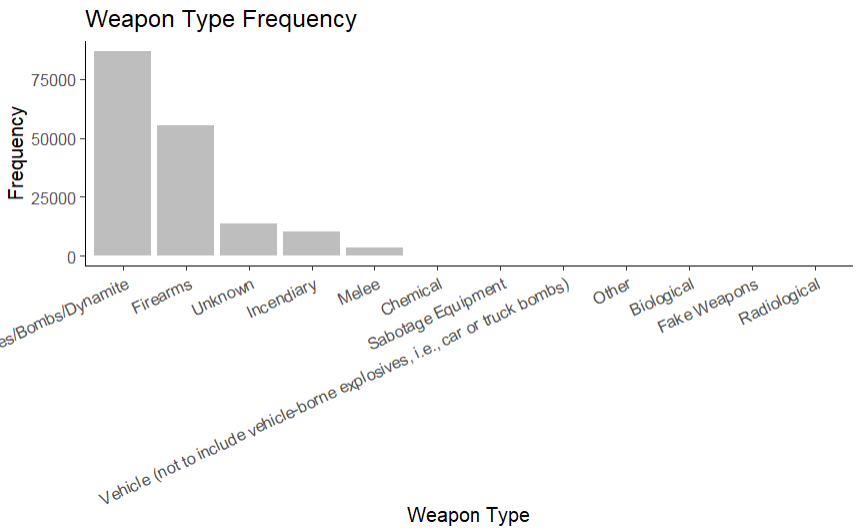 Weapon Type Frequency
Frequency
75000
50000
25000
0
es/Bombs/Dynamite
Firearms
Unknown
Incendiary
Melee
Chemical
Sabotage Equipment
Vehicle (not to include vehicle-borne explosives, i.e., car or truck bombs)
Other
Biological
Fake Weapons
Radiological
Weapon Type